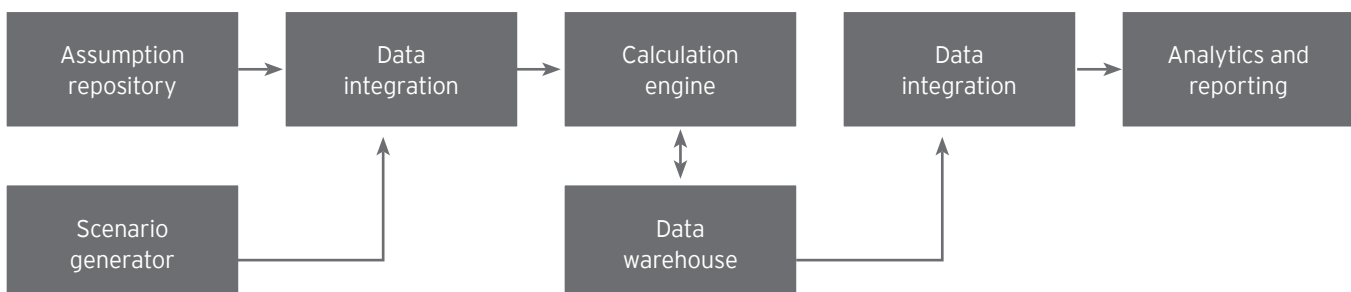 Assumption
repository
Data
integration
Calculation
engine
Data
integration
Analytics and
reporting
Scenario
generator
Data
warehouse